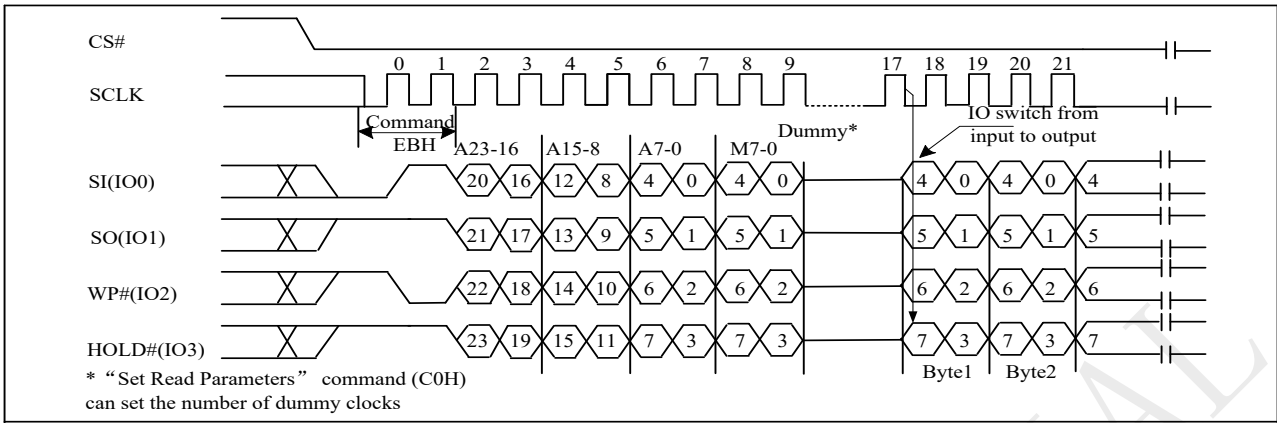 CS#
0 1 2 3 4 5 6 7 8 9 17 18 19 20 21
SCLK
Command
EBH
Dummy*
IO switch from
input to output
A23-16 A15-8 A7-0 M7-0
SI(IO0) 20 16 12 8 4 0 4 0 4 0 4 0 4
SO(IO1) 21 17 13 9 5 1 5 1 5 1 5 1 5
WP#(IO2) 22 18 14 10 6 2 6 2 6 2 6 2 6
HOLD#(IO3) 23 19 15 11 7 3 7 3 7 3 7 3 7
Byte1 Byte2
* “Set Read Parameters” command (C0H)
can set the number of dummy clocks